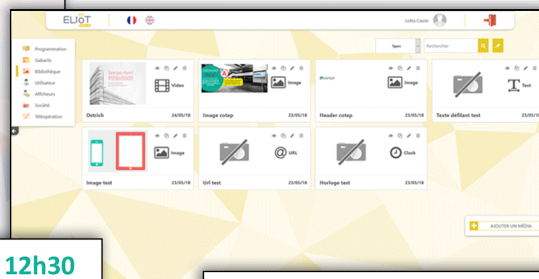 ELIOT
Lolita Cassin
Programmation
Gabarits
Bibliothèque
Utilisateur
Afficheurs
Société
Télépration
Types
Rechercher
Video
Ostrich 24/05/18
Image
Image cotep 23/05/18
Image
Header cotep 23/05/18
Text
Texte défilant test 23/05/18
Image
Image test 23/05/18
URL
Url test 23/05/18
Clock
Horloge test 23/05/18
AJOUTER UN MÉDIA
12h30